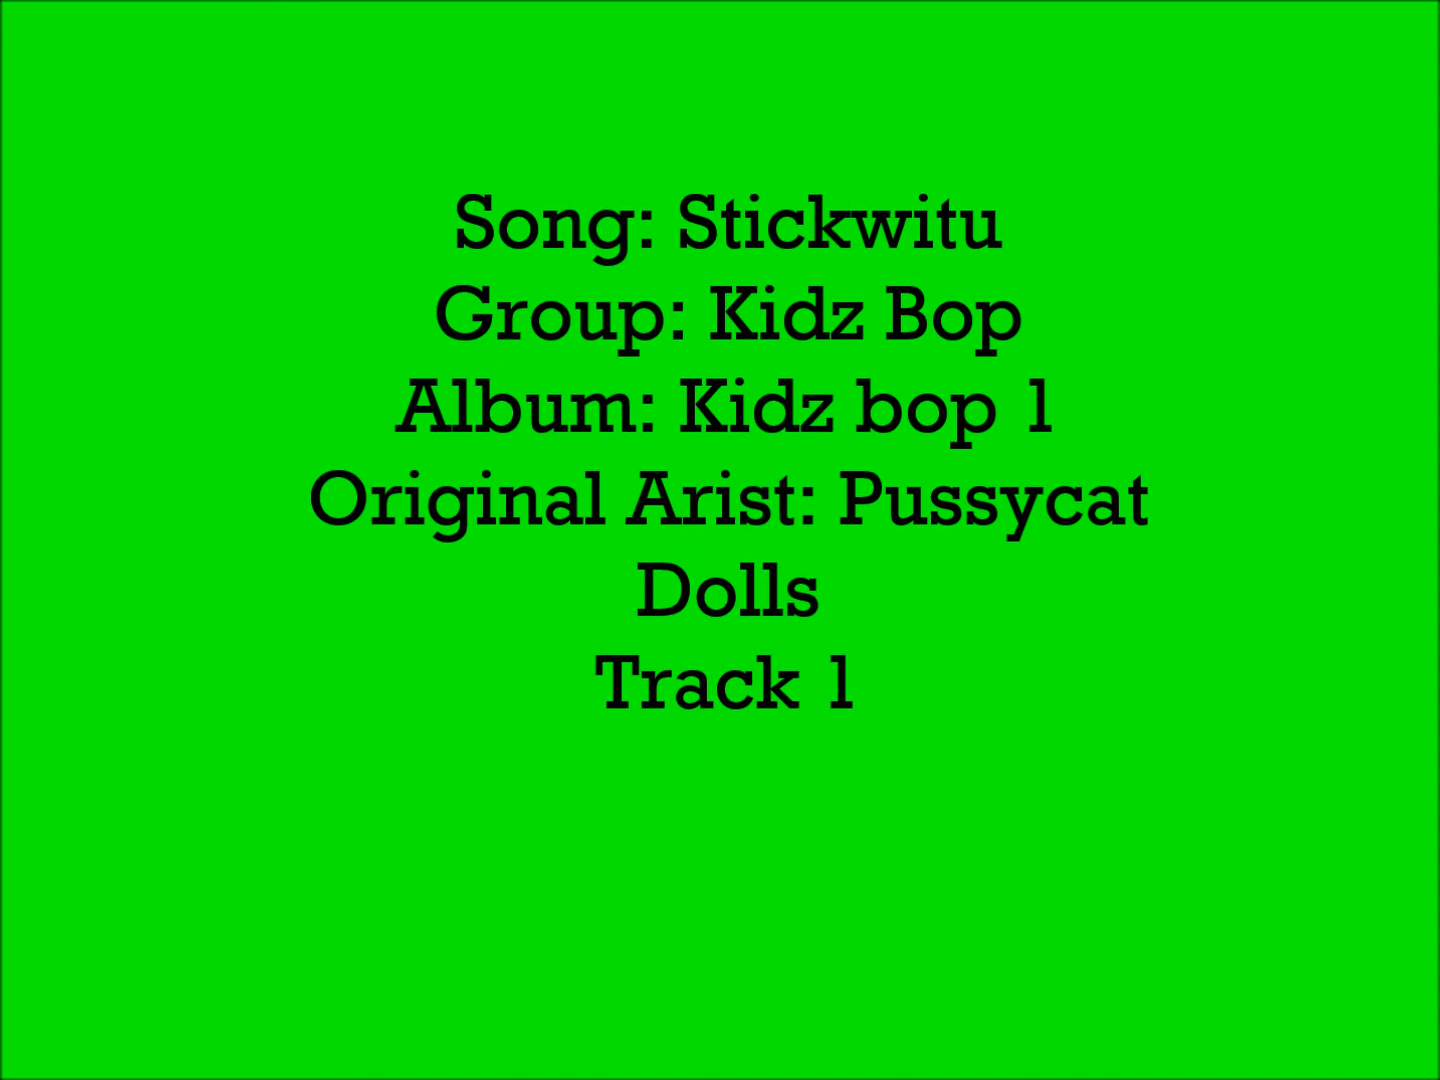 Song: Stickwitu
Group: Kidz Bop
Album: Kidz bop 1
Original Arist: Pussycat
Dolls
Track 1